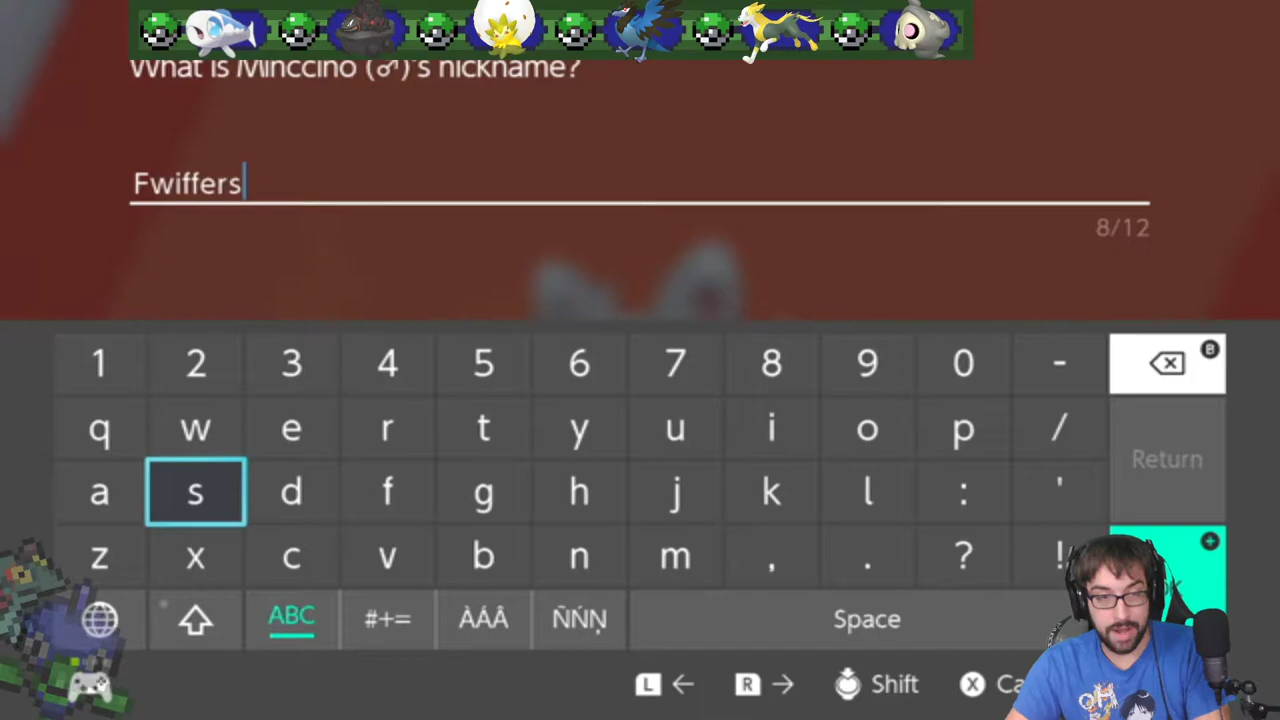 What is Minccino (♂)'s nickname?
Fwiffers
8/12
1 2 3 4 5 6 7 8 9 0 - B
q w e r t y u i o p /
Return
a s d f g h j k l : '
z x c v b n m , . ? ! +
ABC #+= ÀÁÂ ÑŃŅ Space
L ← R → Shift X